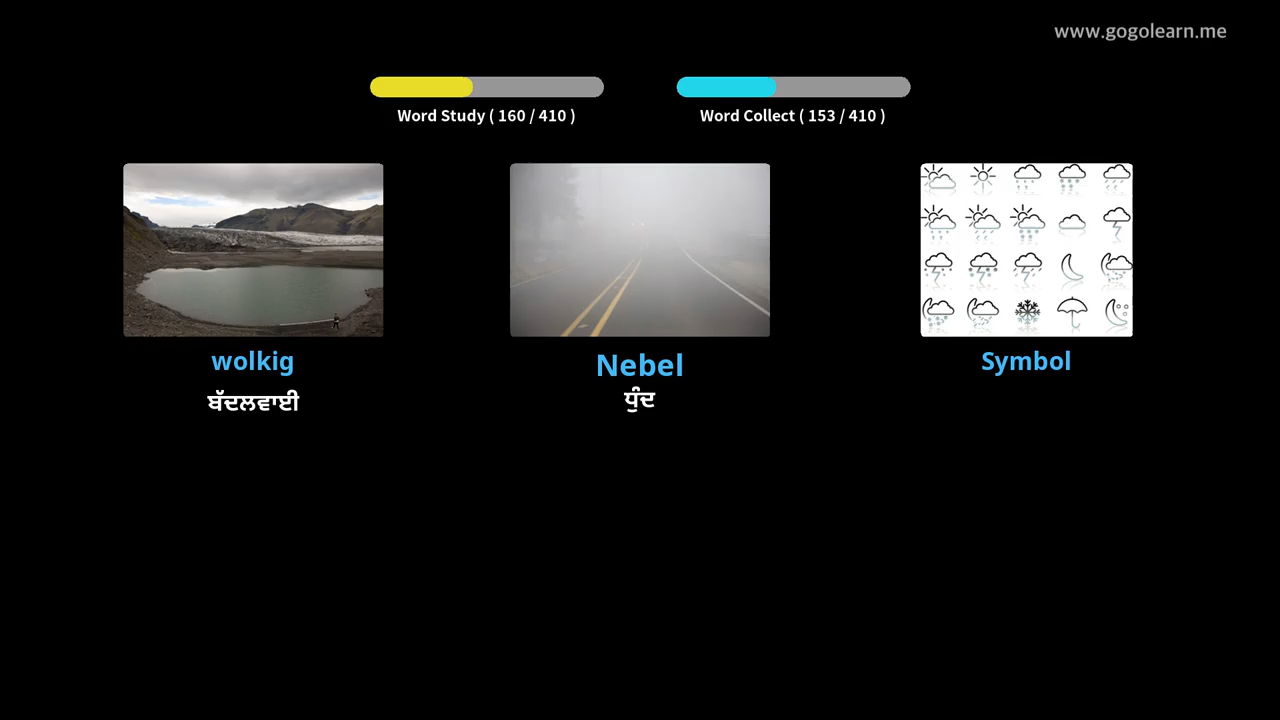 www.gogolearn.me
Word Study ( 160 / 410 )
Word Collect ( 153 / 410 )
wolkig
Nebel
Symbol
ਬੱਦਲਵਾਈ
ਧੁੰਦ